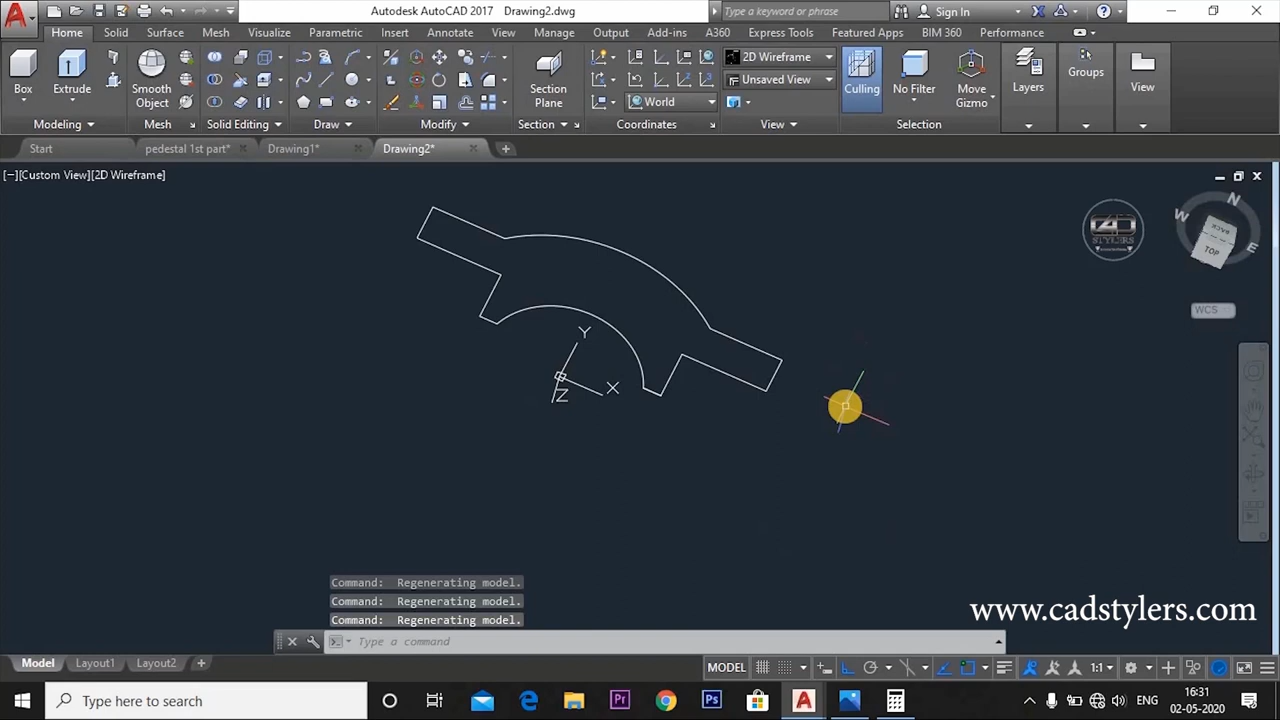 Autodesk AutoCAD 2017 Drawing2.dwg
Type a keyword or phrase
Sign In
Home Solid Surface Mesh Visualize Parametric Insert Annotate View Manage Output Add-ins A360 Express Tools Featured Apps BIM 360 Performance
2D Wireframe
Unsaved View
World
Box Extrude Smooth Object Section Plane Culling No Filter Move Gizmo Layers Groups View
Modeling Mesh Solid Editing Draw Modify Section Coordinates View Selection
Start pedestal 1st part* Drawing1* Drawing2*
[−][Custom View][2D Wireframe]
N
W
E
BACK
TOP
STYLERS
WCS
Y
X
Z
Command: Regenerating model.
Command: Regenerating model.
Command: Regenerating model.
www.cadstylers.com
Type a command
Model Layout1 Layout2
MODEL
1:1
Type here to search
Pr
Ps
ENG
16:31
02-05-2020